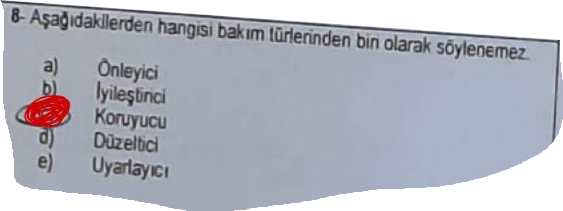 8- Aşağıdakilerden hangisi bakım türlerinden biri olarak söylenemez.
a) Önleyici
b) İyileştirici
Koruyucu
d) Düzeltici
e) Uyarlayıcı